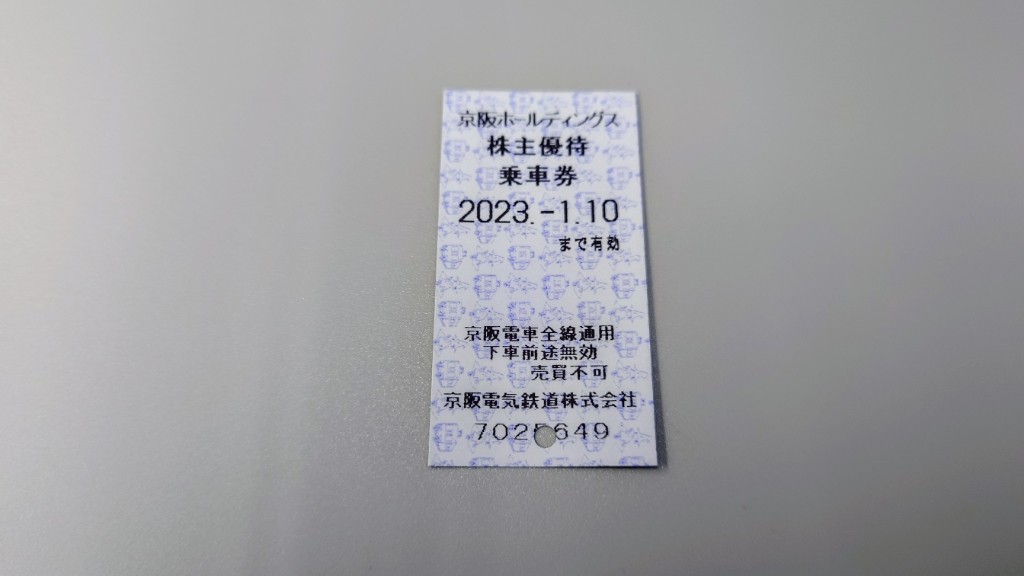 京阪ホールディングス
株主優待
乗車券
2023.-1.10
まで有効
京阪電車全線通用
下車前途無効
売買不可
京阪電気鉄道株式会社
7025649